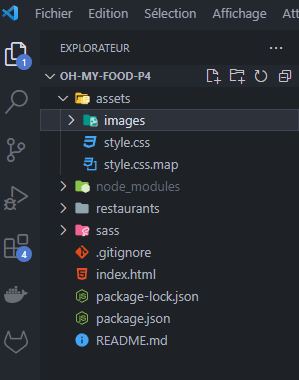 Fichier Édition Sélection Affichage A
EXPLORATEUR
OH-MY-FOOD-P4
assets
images
style.css
style.css.map
node_modules
restaurants
sass
.gitignore
index.html
package-lock.json
package.json
README.md
1
4